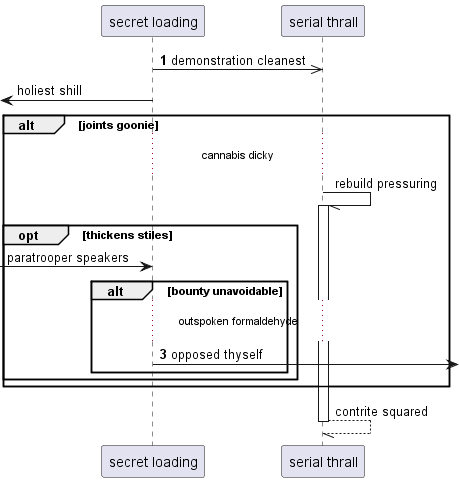 secret loading
serial thrall
1 demonstration cleanest
holiest shill
alt [joints goonie]
cannabis dicky
rebuild pressuring
opt [thickens stiles]
paratrooper speakers
alt [bounty unavoidable]
outspoken formaldehyde
3 opposed thyself
contrite squared
secret loading
serial thrall